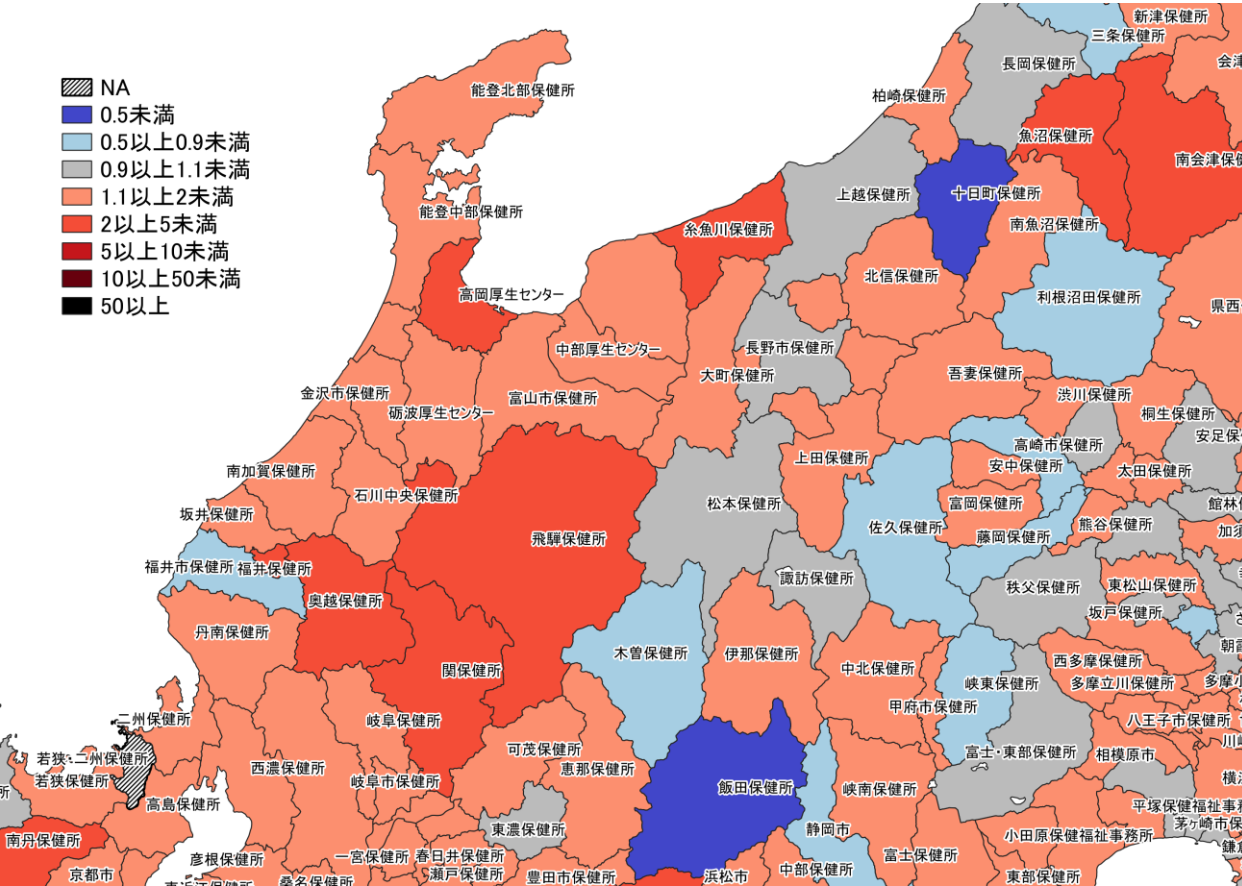 NA
0.5未満
0.5以上0.9未満
0.9以上1.1未満
1.1以上2未満
2以上5未満
5以上10未満
10以上50未満
50以上
新津保健所
三条保健所
長岡保健所
会津
能登北部保健所
柏崎保健所
魚沼保健所
南会津保健
上越保健所
十日町保健所
能登中部保健所
南魚沼保健所
糸魚川保健所
北信保健所
高岡厚生センター
利根沼田保健所
県西
中部厚生センター
長野市保健所
大町保健所
吾妻保健所
金沢市保健所
富山市保健所
渋川保健所
砺波厚生センター
桐生保健所
安足保
高崎市保健所
南加賀保健所
上田保健所
安中保健所
太田保健所
石川中央保健所
松本保健所
富岡保健所
館林
坂井保健所
佐久保健所
熊谷保健所
加須
飛騨保健所
藤岡保健所
福井市保健所
福井保健所
諏訪保健所
秩父保健所
東松山保健所
奥越保健所
坂戸保健所
丹南保健所
朝霞
木曽保健所
伊那保健所
中北保健所
西多摩保健所
関保健所
峡東保健所
多摩立川保健所
多摩小
甲府市保健所
二州保健所
岐阜保健所
八王子市保健所
可茂保健所
富士・東部保健所
相模原市
川崎
若狭・二州保健所
西濃保健所
恵那保健所
若狭保健所
岐阜市保健所
飯田保健所
峡南保健所
横浜
所
高島保健所
平塚保健福祉事務
東濃保健所
静岡市
茅ヶ崎市保
南丹保健所
小田原保健福祉事務所
鎌倉
彦根保健所
一宮保健所
春日井保健所
富士保健所
京都市
瀬戸保健所
豊田市保健所
浜松市
中部保健所
東部保健所
東近江保健所
桑名保健所